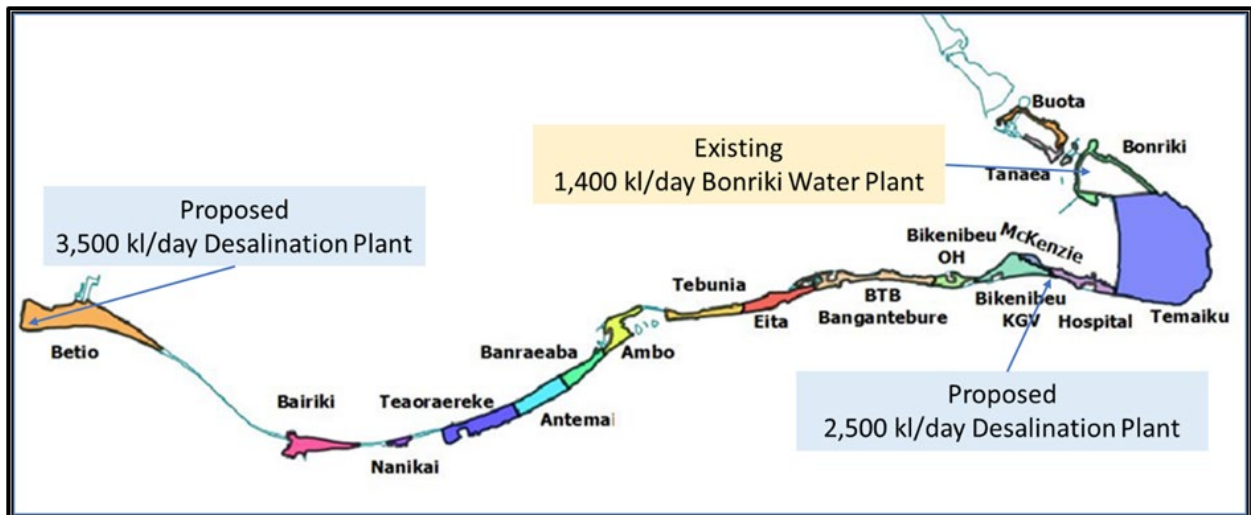 Buota
Existing
1,400 kl/day Bonriki Water Plant
Bonriki
Tanaea
Proposed
3,500 kl/day Desalination Plant
Bikenibeu
OH
McKenzie
Tebunia
BTB
Bangantebure
Eita
Bikenibeu
KGV
Hospital
Temaiku
Betio
Banraeaba
Ambo
Bairiki
Teaoraereke
Antemai
Nanikai
Proposed
2,500 kl/day Desalination Plant